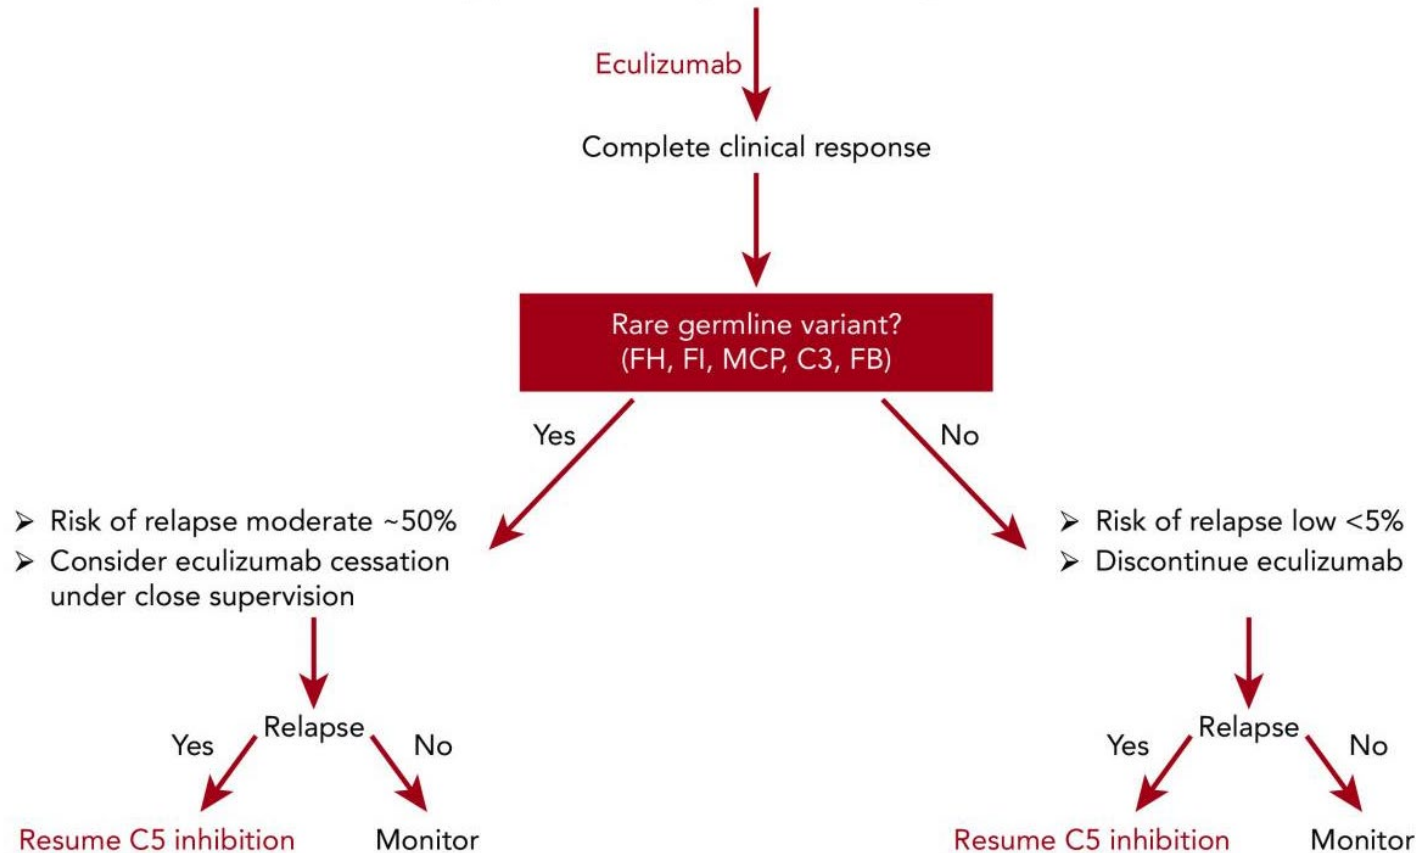 Eculizumab
Complete clinical response
Rare germline variant?
(FH, FI, MCP, C3, FB)
Yes
No
➢ Risk of relapse moderate ~50%
➢ Consider eculizumab cessation
under close supervision
➢ Risk of relapse low <5%
➢ Discontinue eculizumab
Relapse
Yes
No
Resume C5 inhibition
Monitor
Relapse
Yes
No
Resume C5 inhibition
Monitor